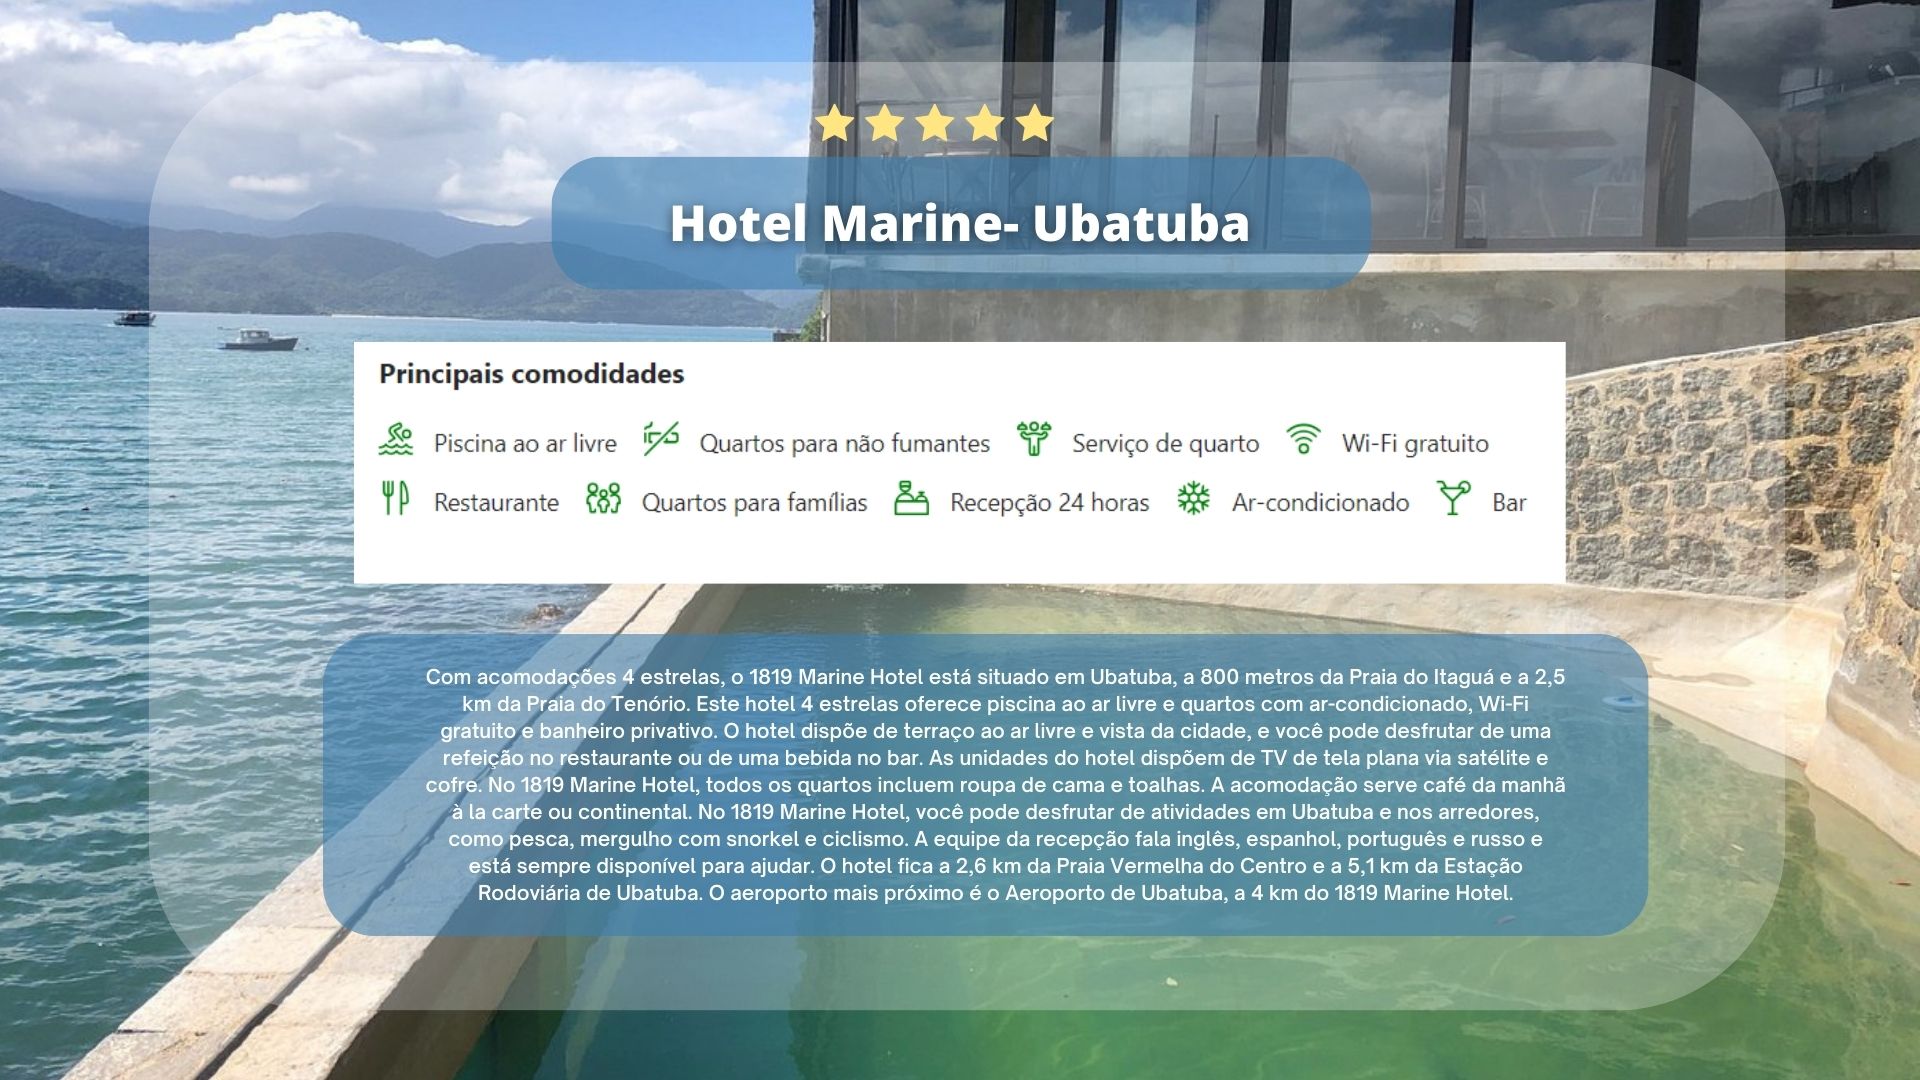 Hotel Marine- Ubatuba
Principais comodidades
Piscina ao ar livre Quartos para não fumantes Serviço de quarto Wi-Fi gratuito
Restaurante Quartos para famílias Recepção 24 horas Ar-condicionado Bar
Com acomodações 4 estrelas, o 1819 Marine Hotel está situado em Ubatuba, a 800 metros da Praia do Itaguá e a 2,5
km da Praia do Tenório. Este hotel 4 estrelas oferece piscina ao ar livre e quartos com ar-condicionado, Wi-Fi
gratuito e banheiro privativo. O hotel dispõe de terraço ao ar livre e vista da cidade, e você pode desfrutar de uma
refeição no restaurante ou de uma bebida no bar. As unidades do hotel dispõem de TV de tela plana via satélite e
cofre. No 1819 Marine Hotel, todos os quartos incluem roupa de cama e toalhas. A acomodação serve café da manhã
à la carte ou continental. No 1819 Marine Hotel, você pode desfrutar de atividades em Ubatuba e nos arredores,
como pesca, mergulho com snorkel e ciclismo. A equipe da recepção fala inglês, espanhol, português e russo e
está sempre disponível para ajudar. O hotel fica a 2,6 km da Praia Vermelha do Centro e a 5,1 km da Estação
Rodoviária de Ubatuba. O aeroporto mais próximo é o Aeroporto de Ubatuba, a 4 km do 1819 Marine Hotel.